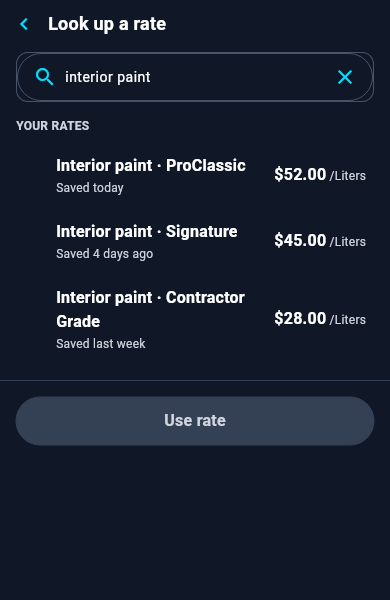 Look up a rate
interior paint
YOUR RATES
Interior paint · ProClassic
Saved today
$52.00 /Liters
Interior paint · Signature
Saved 4 days ago
$45.00 /Liters
Interior paint · Contractor
Grade
Saved last week
$28.00 /Liters
Use rate